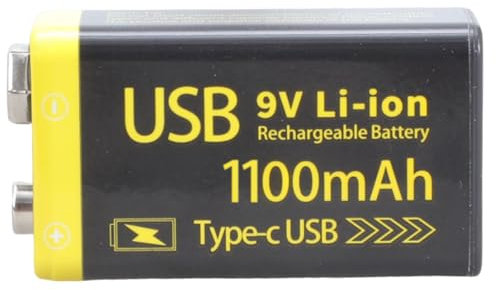 USB 9V Li-ion
Rechargeable Battery
1100mAh
Type-c USB